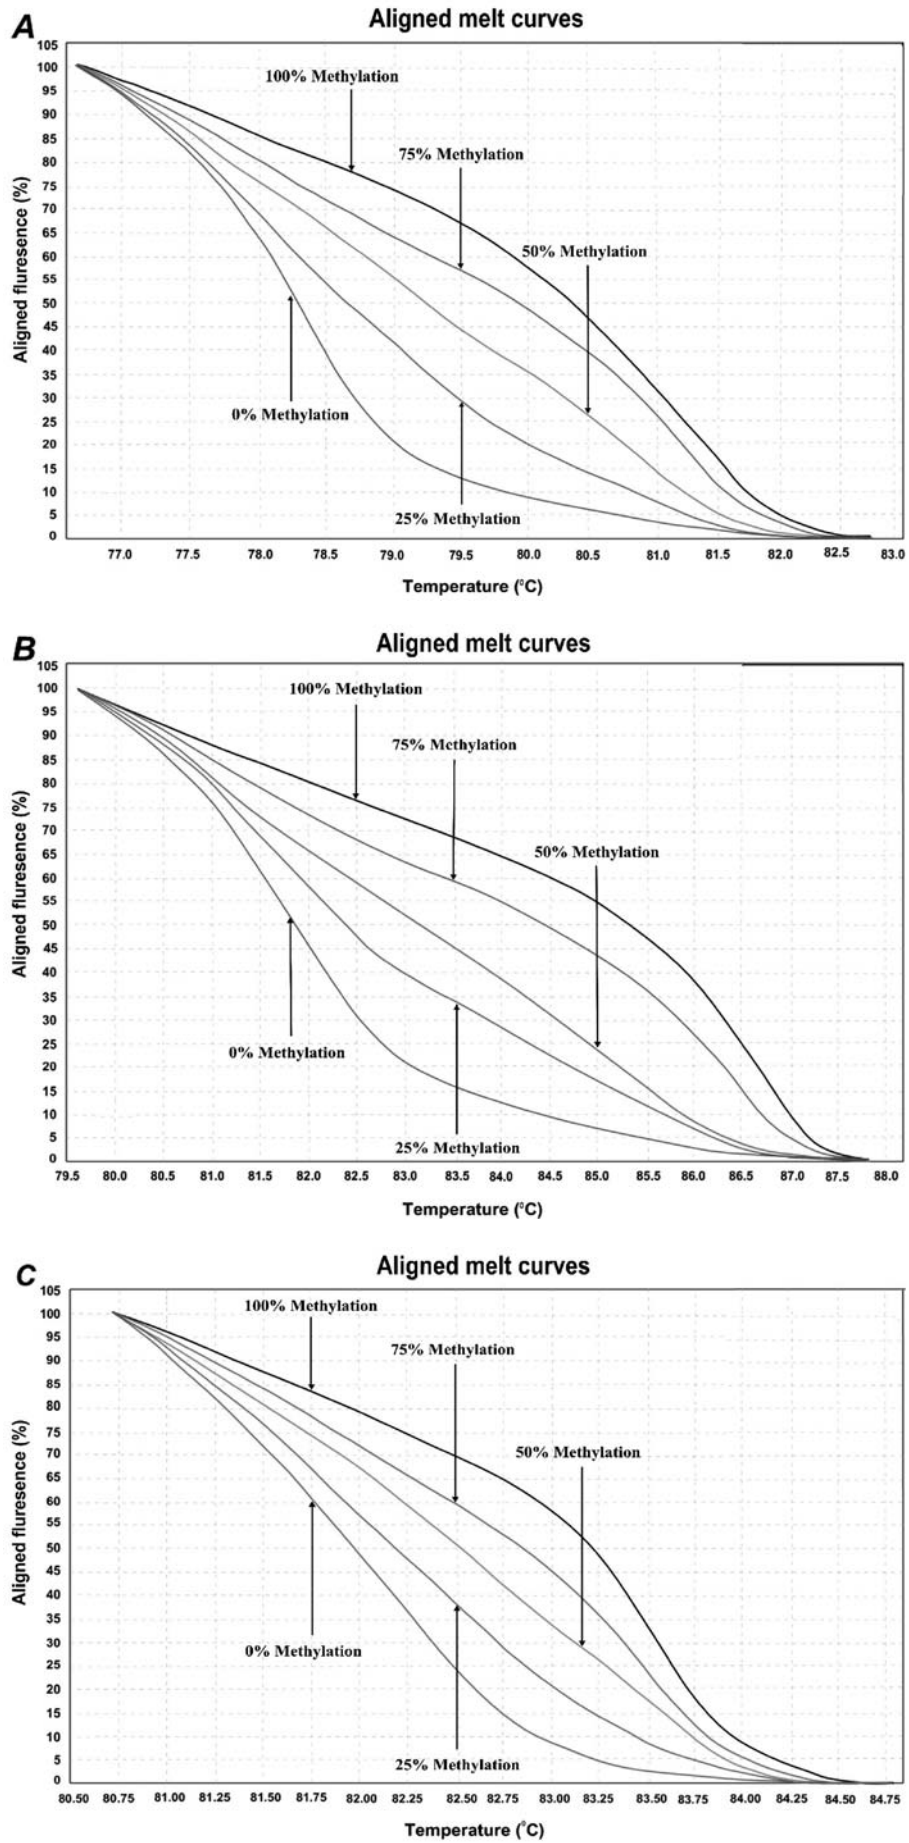 A
Aligned melt curves
105
100
95
90
85
80
75
70
65
60
55
50
45
40
35
30
25
20
15
10
5
0
Aligned fluresence (%)
100% Methylation
75% Methylation
50% Methylation
0% Methylation
25% Methylation
77.0 77.5 78.0 78.5 79.0 79.5 80.0 80.5 81.0 81.5 82.0 82.5 83.0
Temperature (°C)
B
Aligned melt curves
105
100
95
90
85
80
75
70
65
60
55
50
45
40
35
30
25
20
15
10
5
0
Aligned fluresence (%)
100% Methylation
75% Methylation
50% Methylation
0% Methylation
25% Methylation
79.5 80.0 80.5 81.0 81.5 82.0 82.5 83.0 83.5 84.0 84.5 85.0 85.5 86.0 86.5 87.0 87.5 88.0
Temperature (°C)
C
Aligned melt curves
105
100
95
90
85
80
75
70
65
60
55
50
45
40
35
30
25
20
15
10
5
0
Aligned fluresence (%)
100% Methylation
75% Methylation
50% Methylation
0% Methylation
25% Methylation
80.50 80.75 81.00 81.25 81.50 81.75 82.00 82.25 82.50 82.75 83.00 83.25 83.50 83.75 84.00 84.25 84.50 84.75
Temperature (°C)